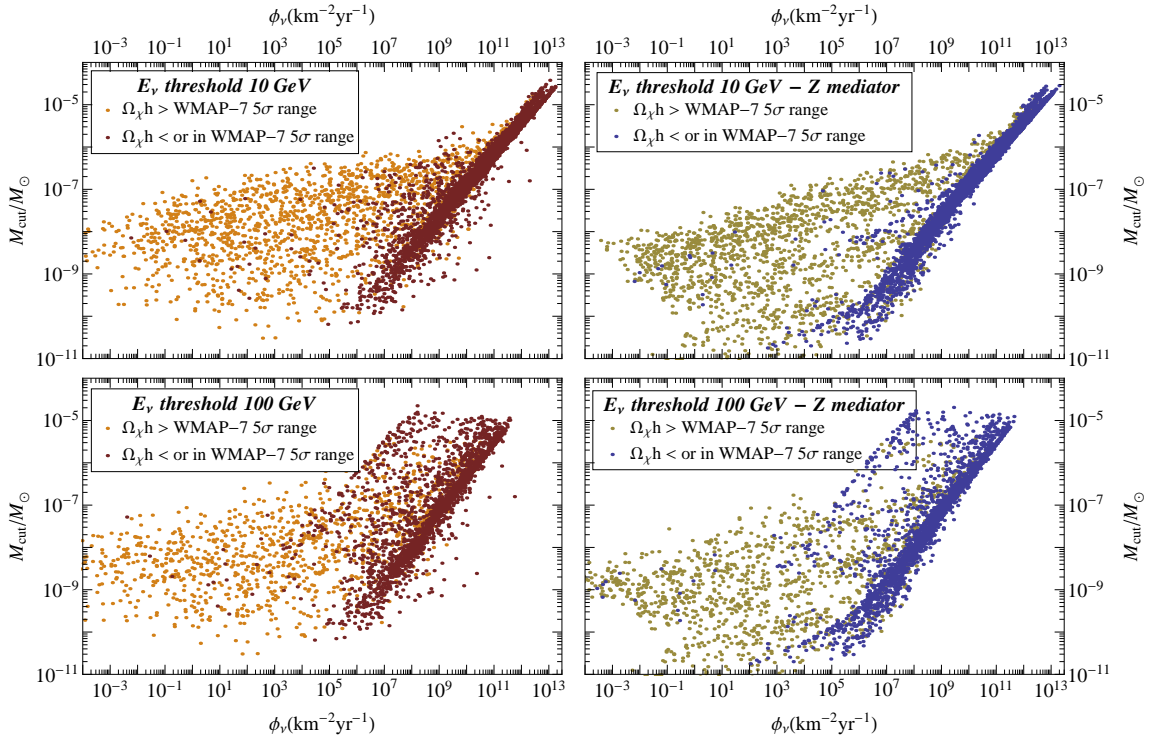 ϕν(km−2yr−1) ϕν(km−2yr−1)
10−3 10−1 101 103 105 107 109 1011 1013 10−3 10−1 101 103 105 107 109 1011 1013
Eν threshold 10 GeV
Ωχh > WMAP−7 5σ range
Ωχh < or in WMAP−7 5σ range
10−5
10−7
10−9
10−11
Mcut/M⊙
Eν threshold 10 GeV − Z mediator
Ωχh > WMAP−7 5σ range
Ωχh < or in WMAP−7 5σ range
10−5
10−7
10−9
10−11
Mcut/M⊙
Eν threshold 100 GeV
Ωχh > WMAP−7 5σ range
Ωχh < or in WMAP−7 5σ range
10−5
10−7
10−9
10−11
Mcut/M⊙
Eν threshold 100 GeV − Z mediator
Ωχh > WMAP−7 5σ range
Ωχh < or in WMAP−7 5σ range
10−5
10−7
10−9
10−11
Mcut/M⊙
10−3 10−1 101 103 105 107 109 1011 1013 10−3 10−1 101 103 105 107 109 1011 1013
ϕν(km−2yr−1) ϕν(km−2yr−1)